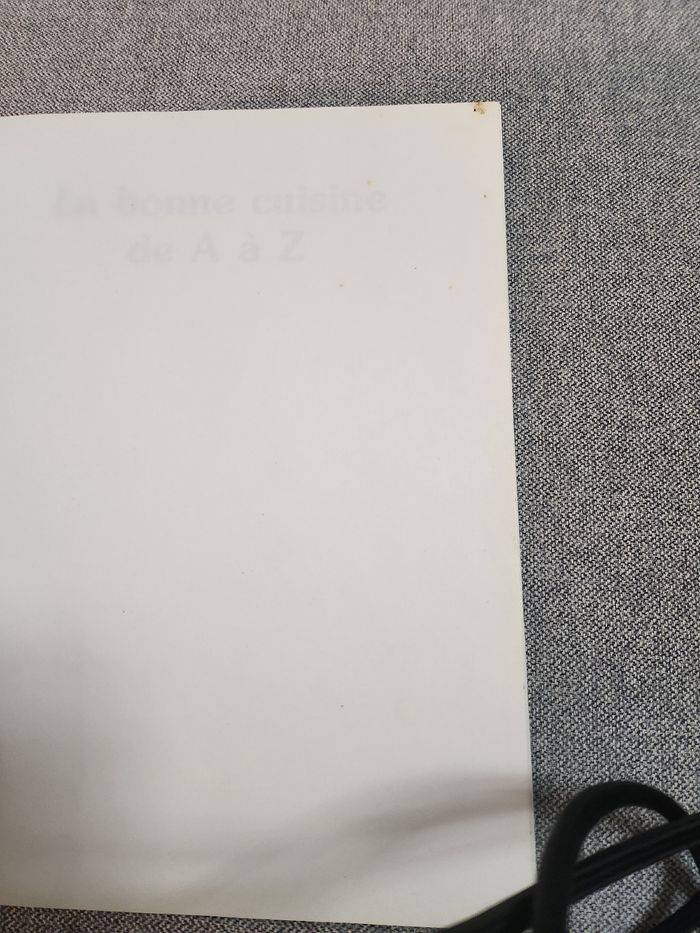 La bonne cuisine
de A à Z